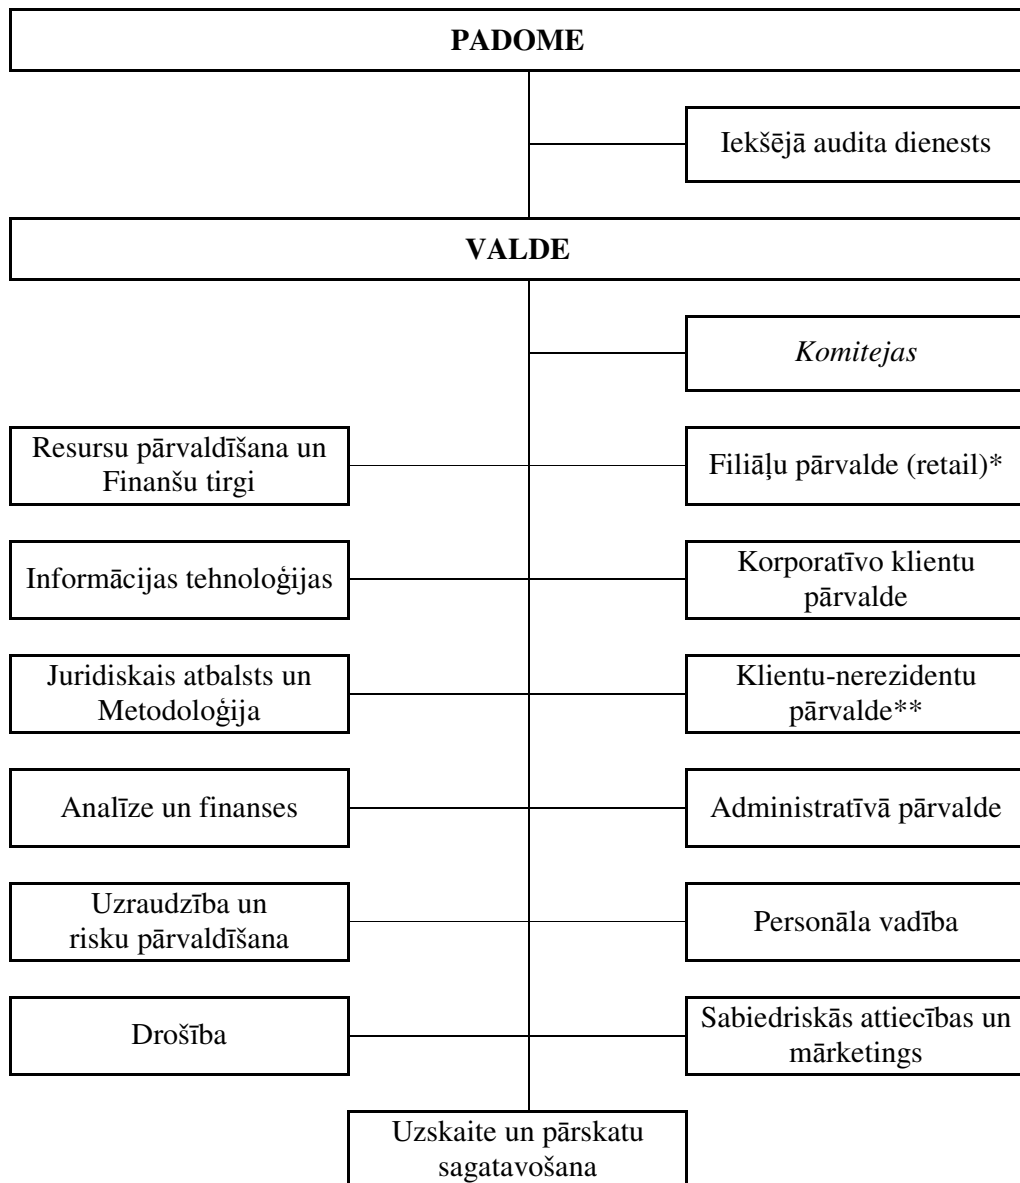 PADOME
Iekšējā audita dienests
VALDE
Komitejas
Resursu pārvaldīšana un
Finanšu tirgi
Filiāļu pārvalde (retail)*
Informācijas tehnoloģijas
Korporatīvo klientu
pārvalde
Juridiskais atbalsts un
Metodoloģija
Klientu-nerezidentu
pārvalde**
Analīze un finanses
Administratīvā pārvalde
Uzraudzība un
risku pārvaldīšana
Personāla vadība
Drošība
Sabiedriskās attiecības un
mārketings
Uzskaite un pārskatu
sagatavošana